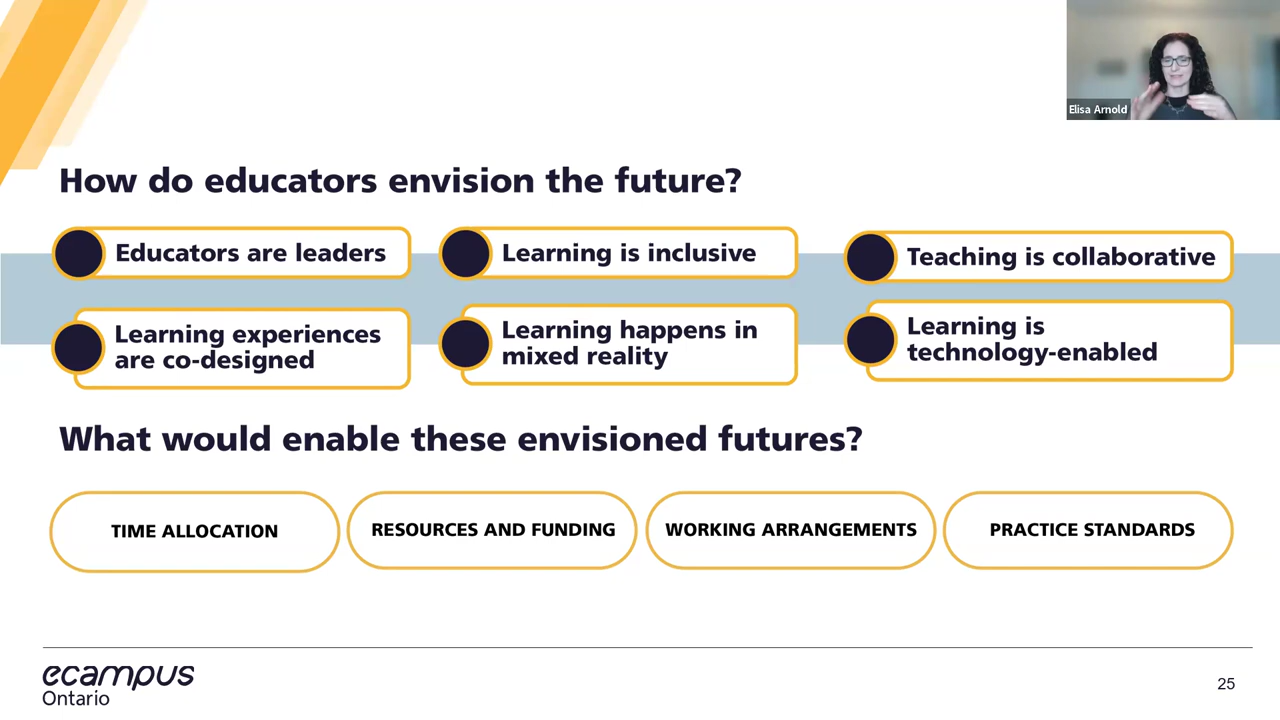 Elisa Arnold
How do educators envision the future?
Educators are leaders
Learning is inclusive
Teaching is collaborative
Learning experiences
are co-designed
Learning happens in
mixed reality
Learning is
technology-enabled
What would enable these envisioned futures?
TIME ALLOCATION
RESOURCES AND FUNDING
WORKING ARRANGEMENTS
PRACTICE STANDARDS
ecampus
Ontario
25